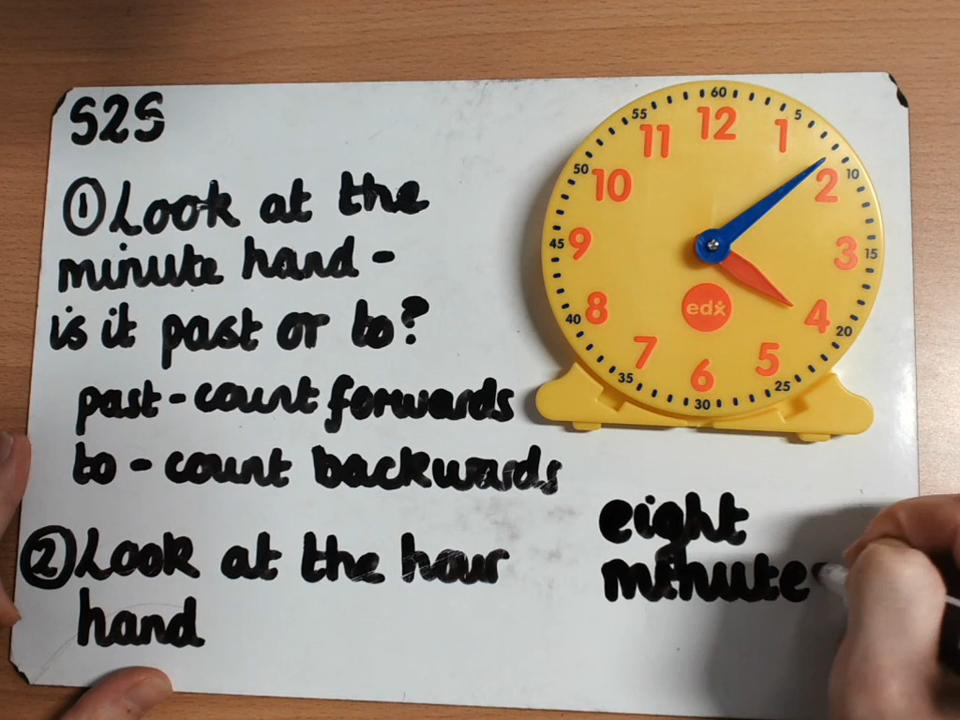 S2S
① Look at the
minute hand -
is it past or to?
past - count forwards
to - count backwards
② Look at the hour
hand
eight
minutes
60
5
10
15
20
25
30
35
40
45
50
55
12
1
2
3
4
5
6
7
8
9
10
11
edx